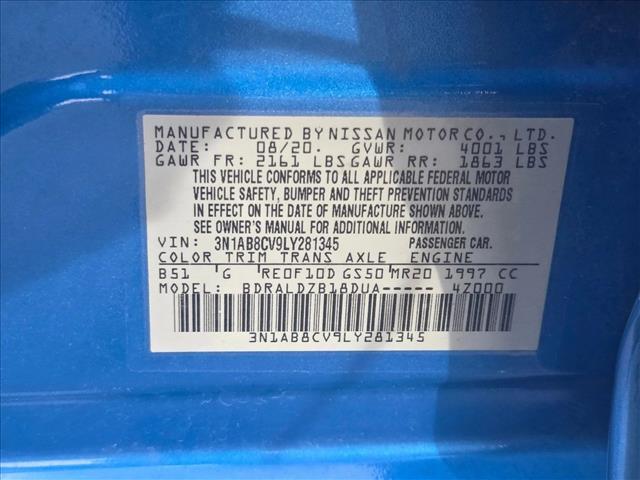 MANUFACTURED BY NISSAN MOTOR CO., LTD.
DATE: 08/20. GVWR: 4001 LBS
GAWR FR: 2161 LBS GAWR RR: 1863 LBS
THIS VEHICLE CONFORMS TO ALL APPLICABLE FEDERAL MOTOR
VEHICLE SAFETY, BUMPER AND THEFT PREVENTION STANDARDS
IN EFFECT ON THE DATE OF MANUFACTURE SHOWN ABOVE.
SEE OWNER'S MANUAL FOR FURTHER INFORMATION.
VIN: 3N1AB8CV9LY281345 PASSENGER CAR.
COLOR TRIM TRANS AXLE ENGINE
B51 G RE0F10D GS50 MR20 1997 CC
MODEL: BDRALDZB18DUA----- 4Z000
3N1AB8CV9LY281345